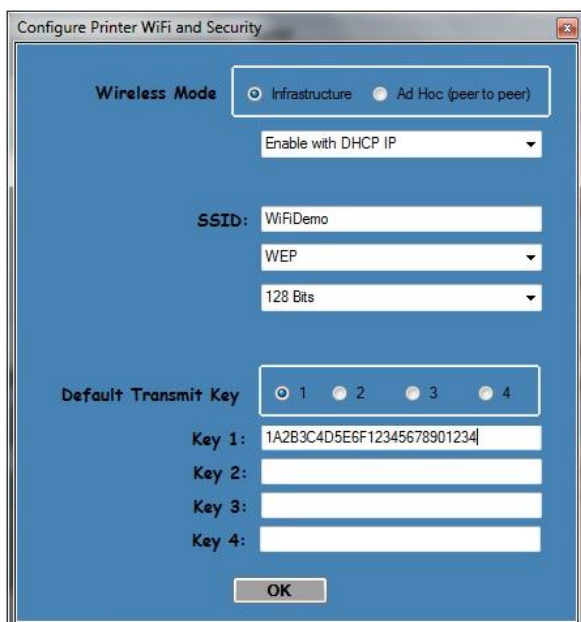 Configure Printer WiFi and Security
Wireless Mode Infrastructure Ad Hoc (peer to peer)
Enable with DHCP IP
SSID: WiFiDemo
WEP
128 Bits
Default Transmit Key 1 2 3 4
Key 1: 1A2B3C4D5E6F12345678901234
Key 2:
Key 3:
Key 4:
OK